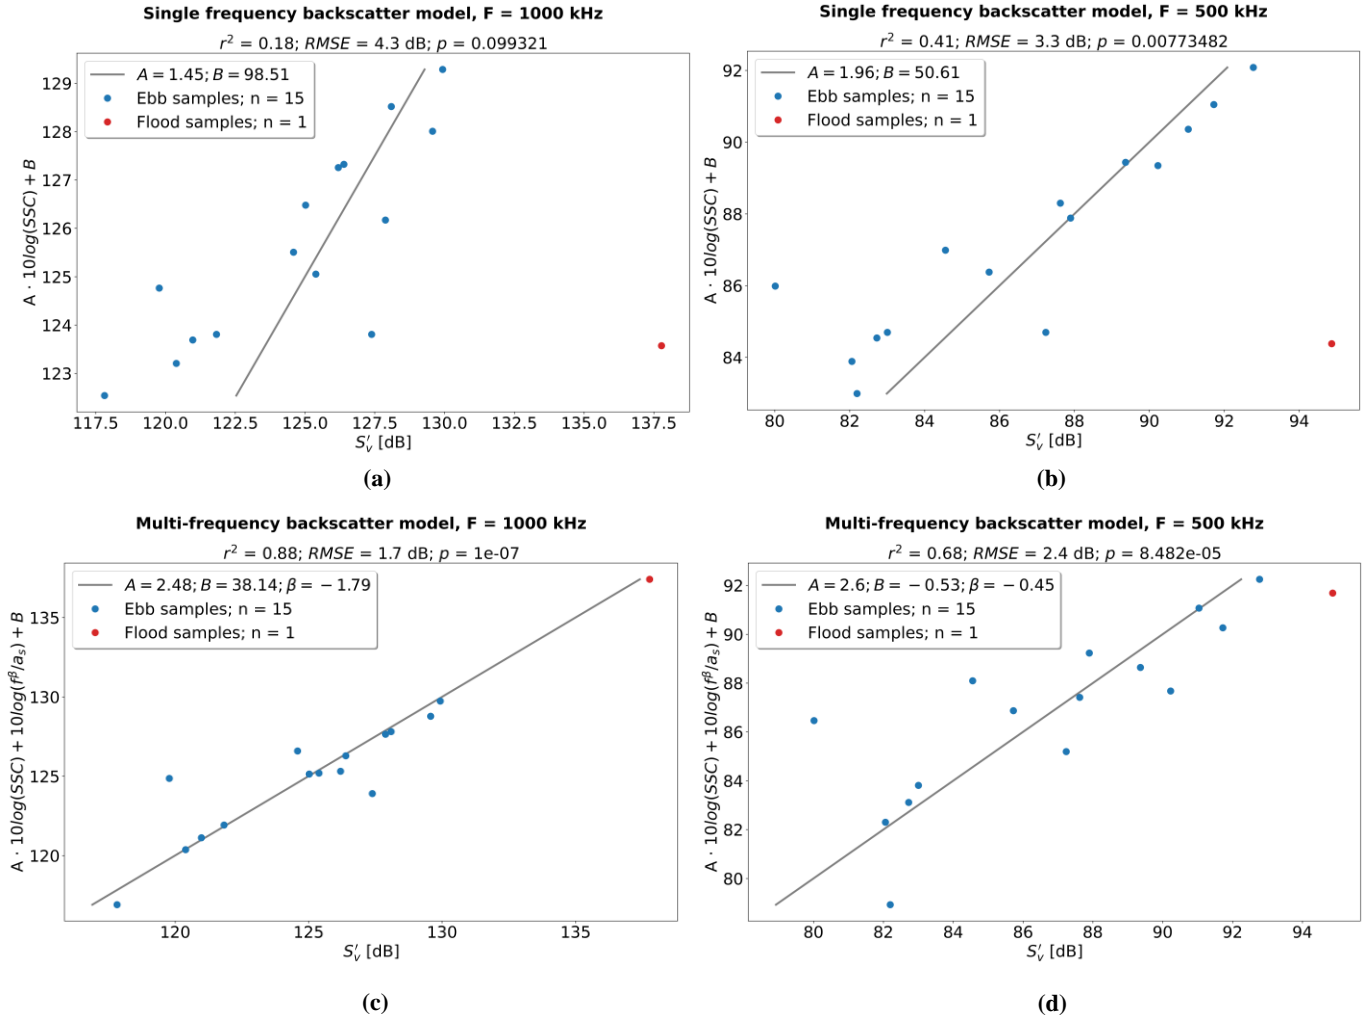 Single frequency backscatter model, F = 1000 kHz
r² = 0.18; RMSE = 4.3 dB; p = 0.099321
A = 1.45; B = 98.51
Ebb samples; n = 15
Flood samples; n = 1
A · 10log(SSC) + B
129
128
127
126
125
124
123
117.5 120.0 122.5 125.0 127.5 130.0 132.5 135.0 137.5
S′ᵥ [dB]
(a)
Single frequency backscatter model, F = 500 kHz
r² = 0.41; RMSE = 3.3 dB; p = 0.00773482
A = 1.96; B = 50.61
Ebb samples; n = 15
Flood samples; n = 1
A · 10log(SSC) + B
92
90
88
86
84
80 82 84 86 88 90 92 94
S′ᵥ [dB]
(b)
Multi-frequency backscatter model, F = 1000 kHz
r² = 0.88; RMSE = 1.7 dB; p = 1e-07
A = 2.48; B = 38.14; β = −1.79
Ebb samples; n = 15
Flood samples; n = 1
A · 10log(SSC) + 10log(f^β/aₛ) + B
135
130
125
120
120 125 130 135
S′ᵥ [dB]
(c)
Multi-frequency backscatter model, F = 500 kHz
r² = 0.68; RMSE = 2.4 dB; p = 8.482e-05
A = 2.6; B = −0.53; β = −0.45
Ebb samples; n = 15
Flood samples; n = 1
A · 10log(SSC) + 10log(f^β/aₛ) + B
92
90
88
86
84
82
80
80 82 84 86 88 90 92 94
S′ᵥ [dB]
(d)